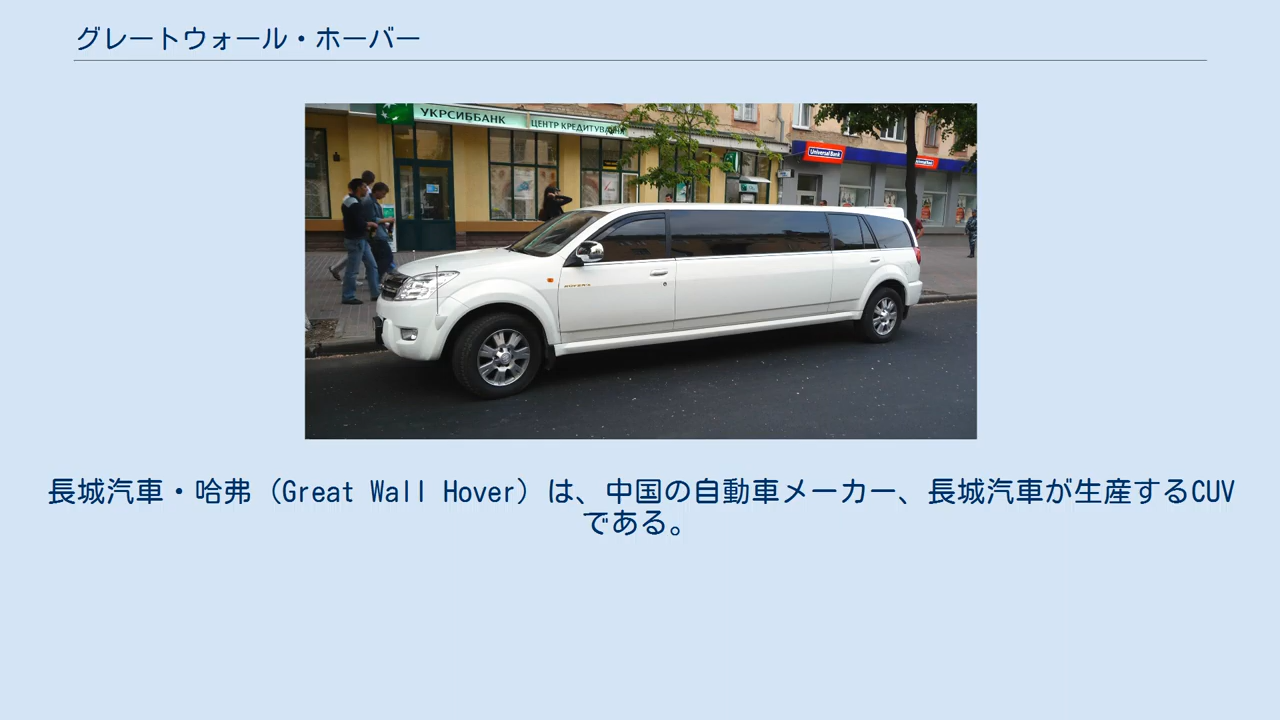 グレートウォール・ホーバー
УКРСИББАНК
ЦЕНТР КРЕДИТУВАННЯ
Universal Bank
長城汽車・哈弗（Great Wall Hover）は、中国の自動車メーカー、長城汽車が生産するCUV
である。